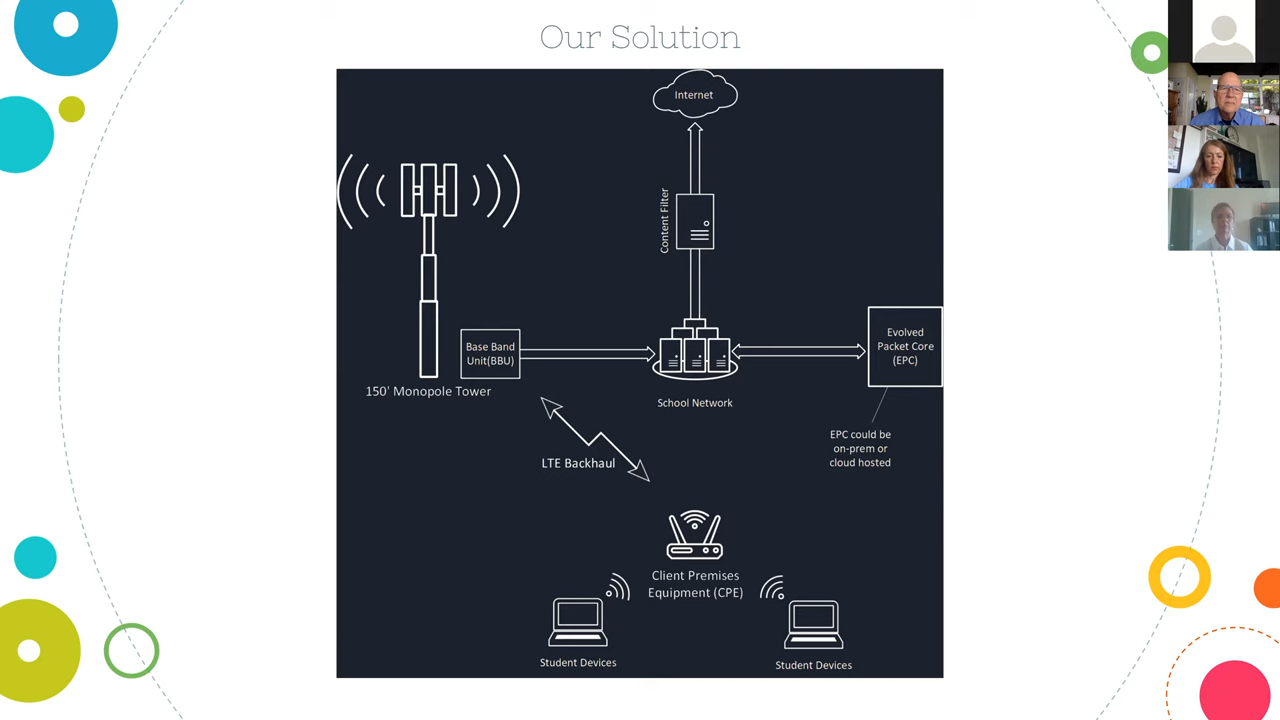 Our Solution
Internet
Content Filter
Base Band
Unit(BBU)
150' Monopole Tower
School Network
Evolved
Packet Core
(EPC)
EPC could be
on-prem or
cloud hosted
LTE Backhaul
Client Premises
Equipment (CPE)
Student Devices
Student Devices